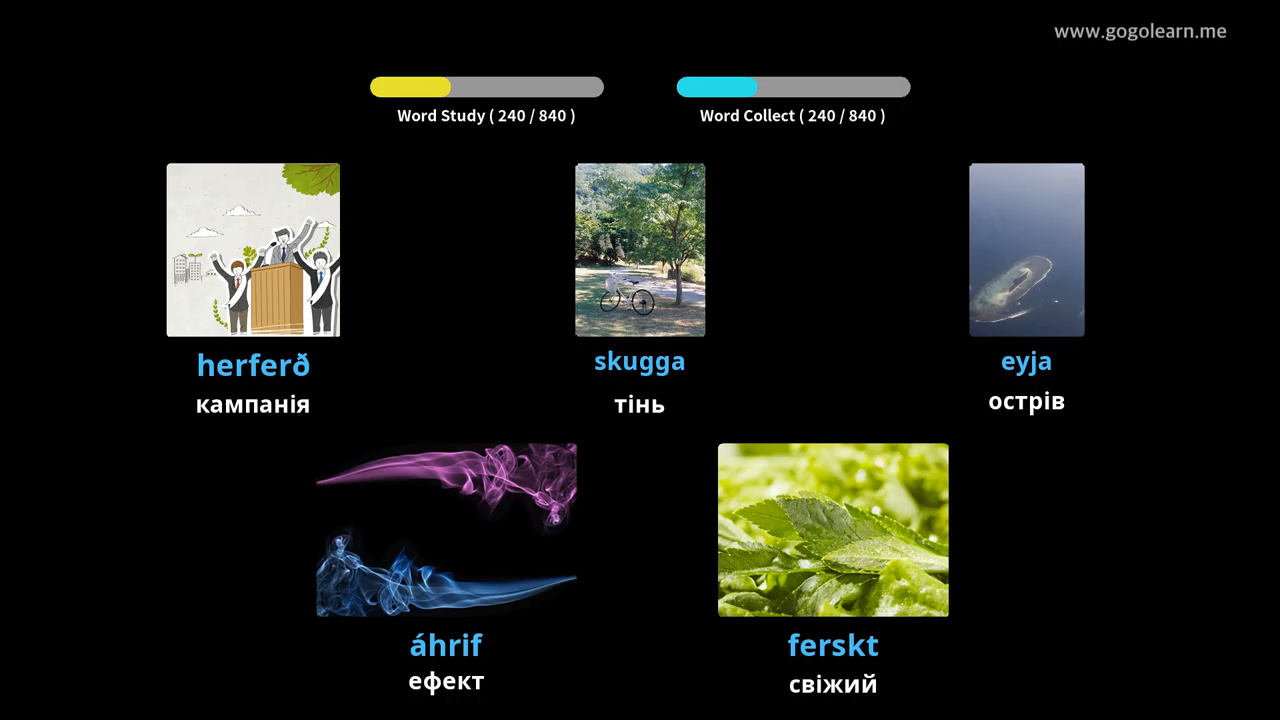 www.gogolearn.me
Word Study ( 240 / 840 )
Word Collect ( 240 / 840 )
herferð
кампанія
skugga
тінь
eyja
острів
áhrif
ефект
ferskt
свіжий